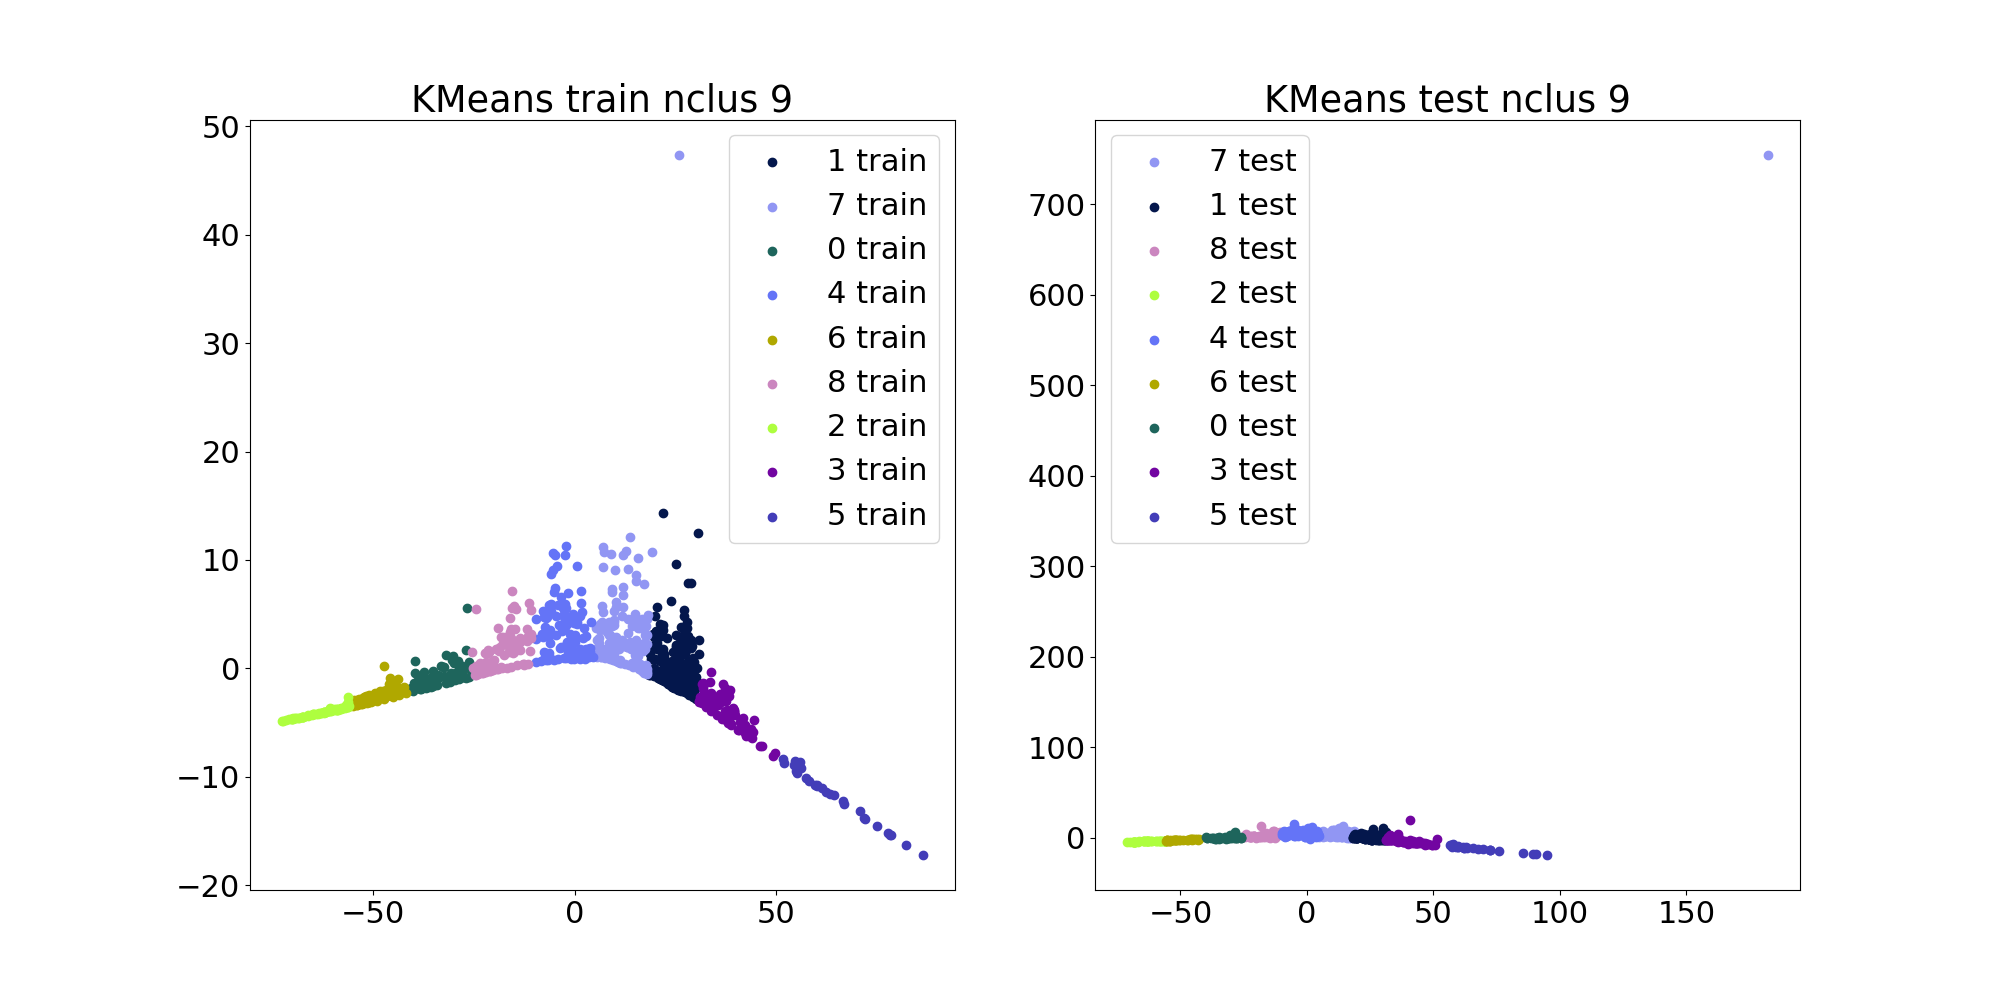 KMeans train nclus 9
50
40
30
20
10
0
−10
−20
−50
0
50
1 train
7 train
0 train
4 train
6 train
8 train
2 train
3 train
5 train
KMeans test nclus 9
700
600
500
400
300
200
100
0
−50
0
50
100
150
7 test
1 test
8 test
2 test
4 test
6 test
0 test
3 test
5 test